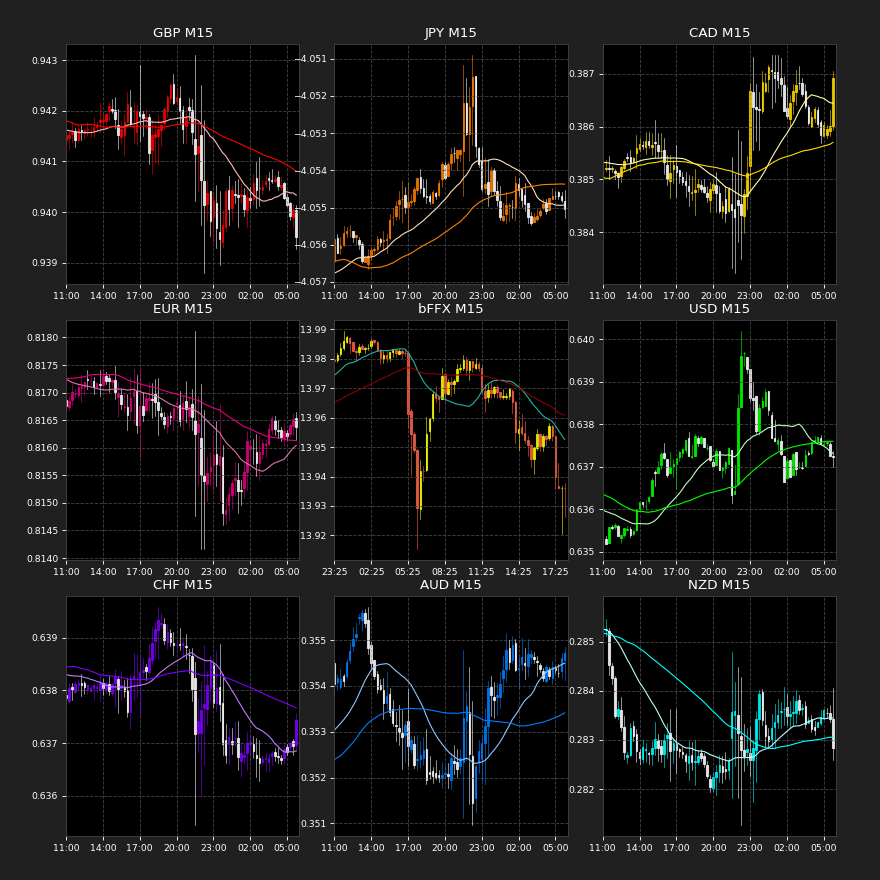 GBP M15
0.943
0.942
0.941
0.940
0.939
11:00 14:00 17:00 20:00 23:00 02:00 05:00
JPY M15
−4.051
−4.052
−4.053
−4.054
−4.055
−4.056
−4.057
11:00 14:00 17:00 20:00 23:00 02:00 05:00
CAD M15
0.387
0.386
0.385
0.384
11:00 14:00 17:00 20:00 23:00 02:00 05:00
EUR M15
0.8180
0.8175
0.8170
0.8165
0.8160
0.8155
0.8150
0.8145
0.8140
11:00 14:00 17:00 20:00 23:00 02:00 05:00
bFFX M15
13.99
13.98
13.97
13.96
13.95
13.94
13.93
13.92
23:25 02:25 05:25 08:25 11:25 14:25 17:25
USD M15
0.640
0.639
0.638
0.637
0.636
0.635
11:00 14:00 17:00 20:00 23:00 02:00 05:00
CHF M15
0.639
0.638
0.637
0.636
11:00 14:00 17:00 20:00 23:00 02:00 05:00
AUD M15
0.355
0.354
0.353
0.352
0.351
11:00 14:00 17:00 20:00 23:00 02:00 05:00
NZD M15
0.285
0.284
0.283
0.282
11:00 14:00 17:00 20:00 23:00 02:00 05:00